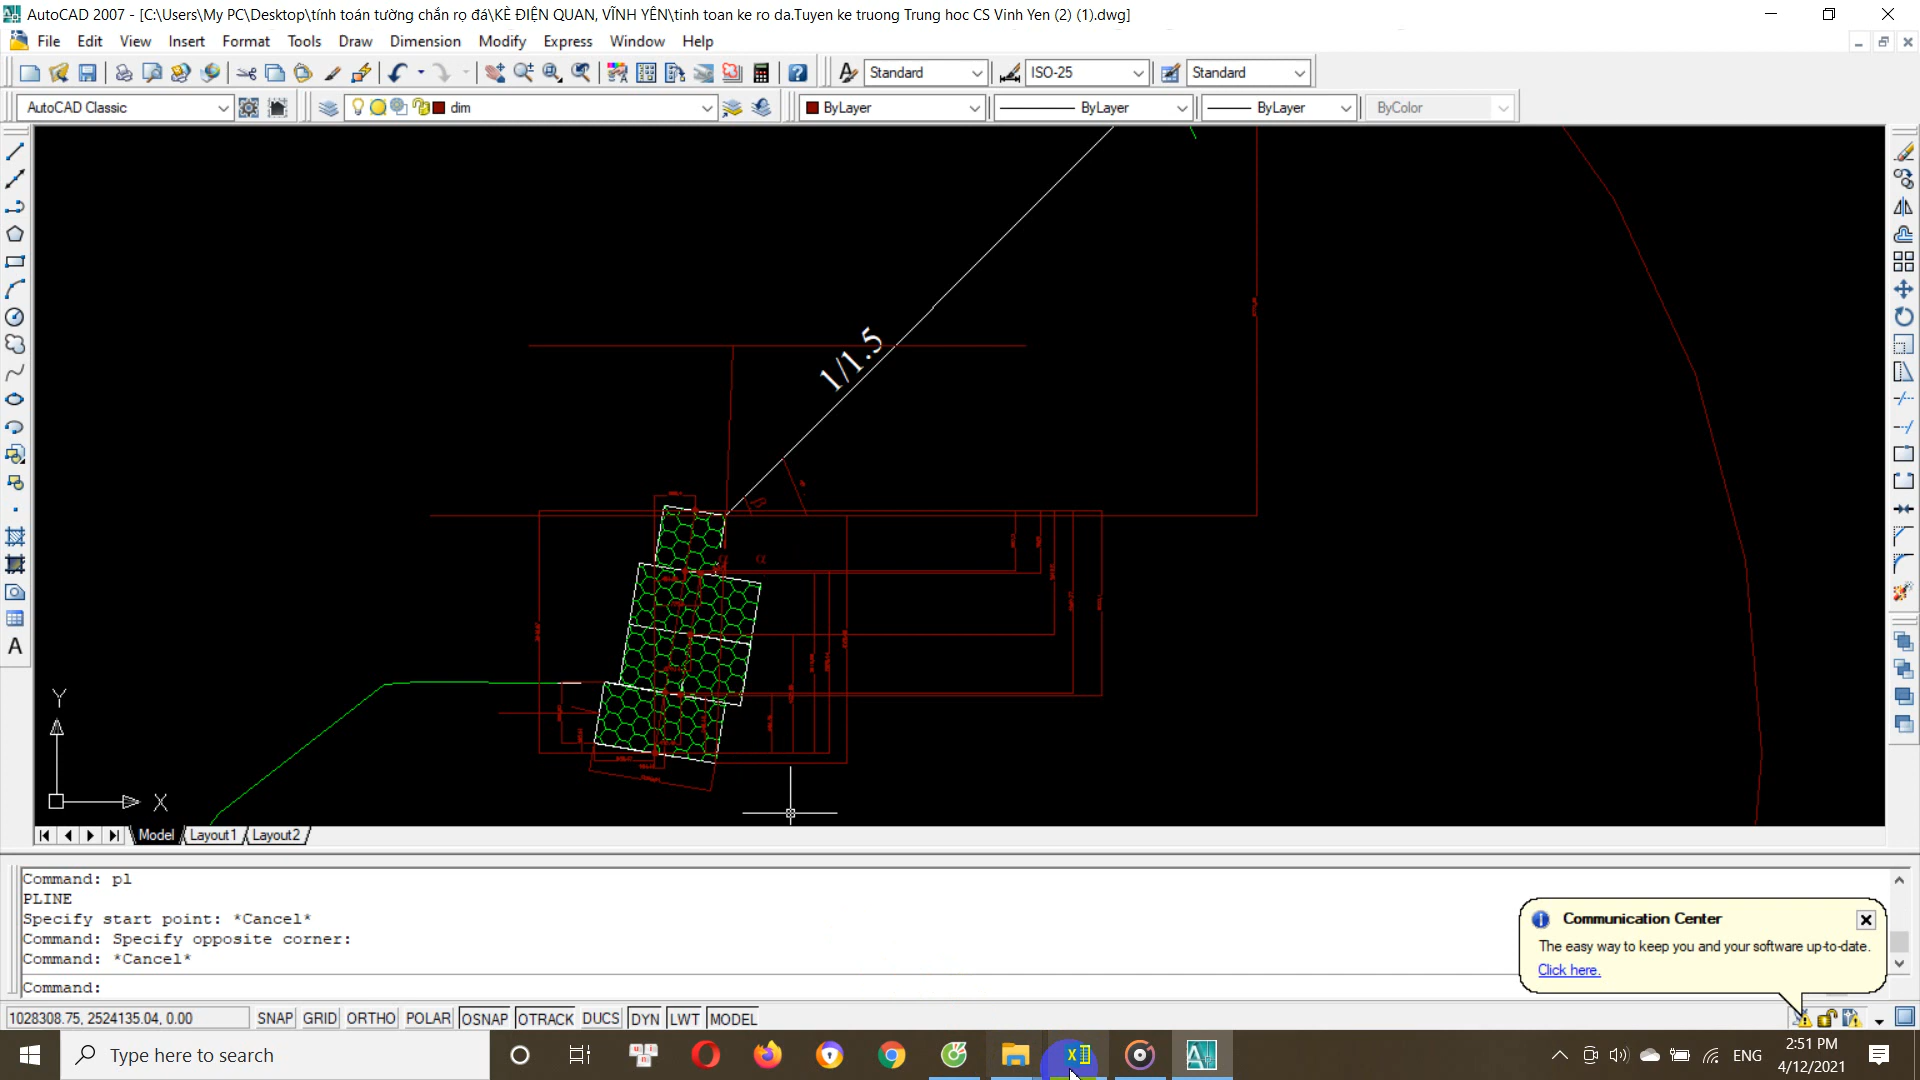 AutoCAD 2007 - [C:\Users\My PC\Desktop\tính toán tường chắn rọ đá\KÈ ĐIỆN QUAN, VĨNH YÊN\tinh toan ke ro da.Tuyen ke truong Trung hoc CS Vinh Yen (2) (1).dwg]
File Edit View Insert Format Tools Draw Dimension Modify Express Window Help
Standard ISO-25 Standard
AutoCAD Classic dim ByLayer ByLayer ByLayer ByColor
1/1.5
α
Y
X
Model Layout1 Layout2
Command: pl
PLINE
Specify start point: *Cancel*
Command: Specify opposite corner:
Command: *Cancel*
Command:
Communication Center
The easy way to keep you and your software up-to-date.
Click here.
1028308.75, 2524135.04, 0.00 SNAP GRID ORTHO POLAR OSNAP OTRACK DUCS DYN LWT MODEL
Type here to search
ENG
2:51 PM
4/12/2021